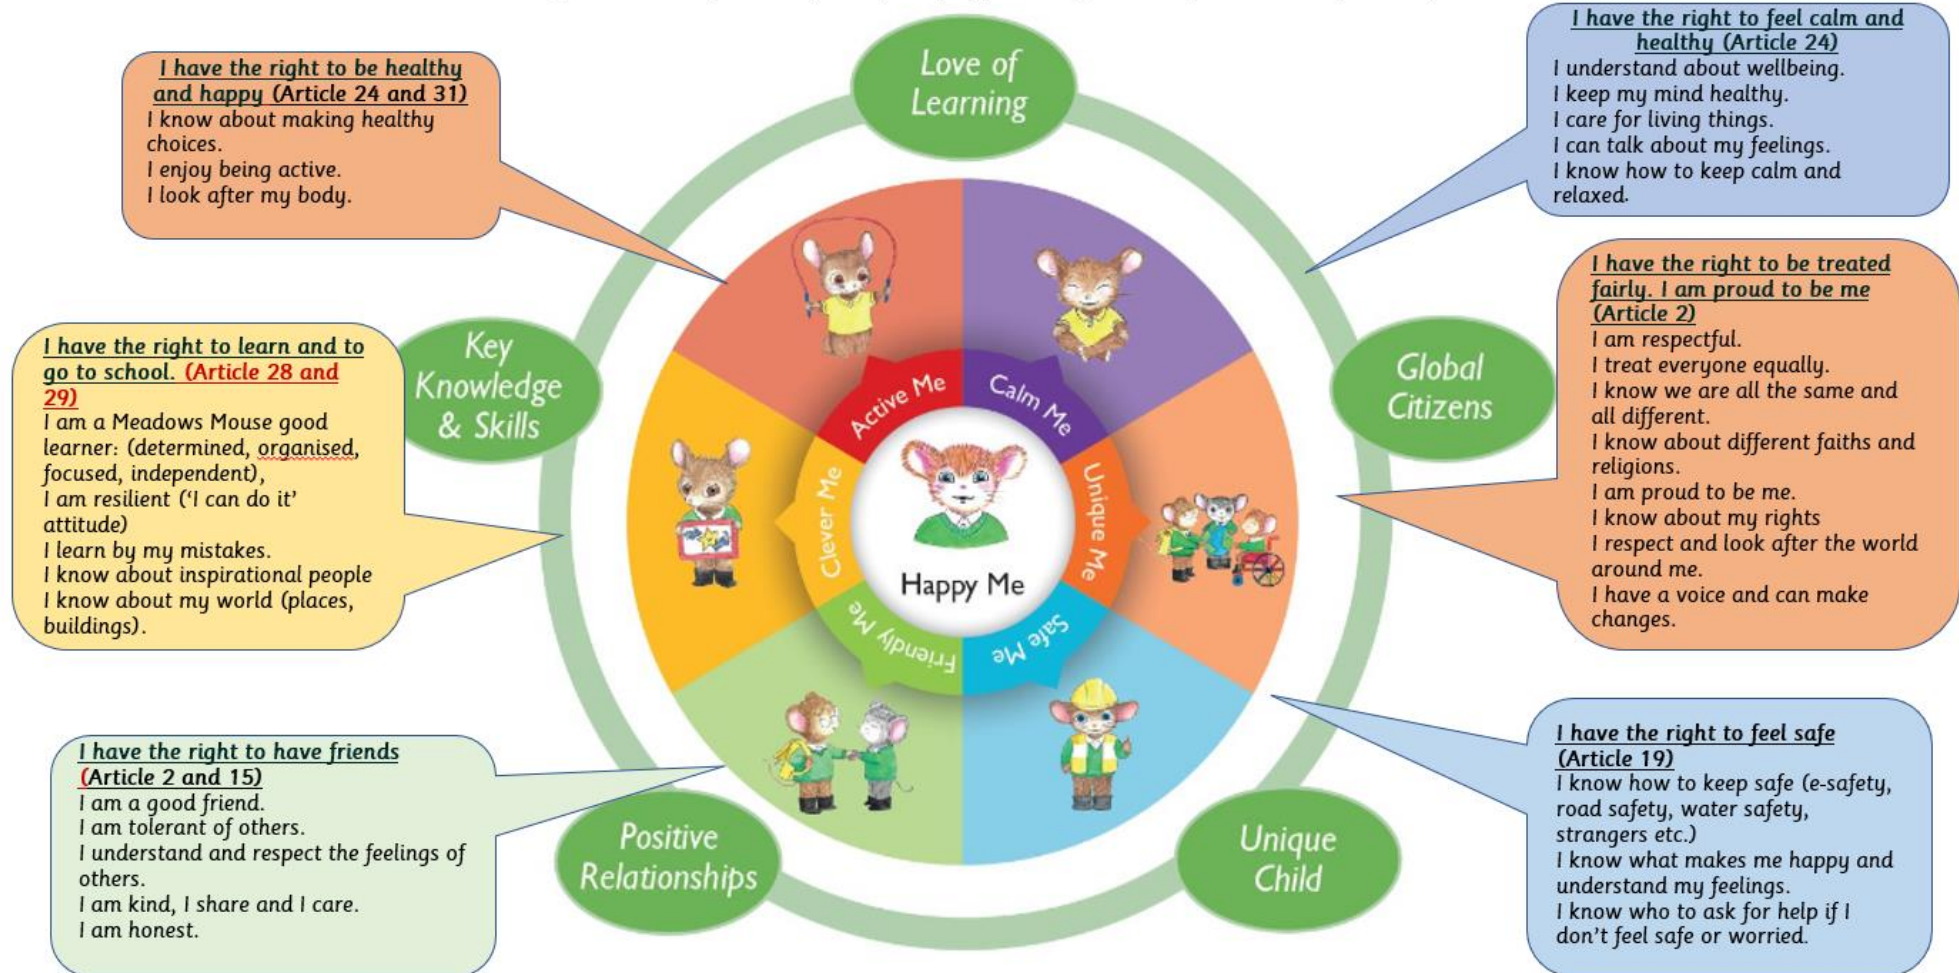 Love of
Learning
I have the right to be healthy
and happy (Article 24 and 31)
I know about making healthy
choices.
I enjoy being active.
I look after my body.
I have the right to feel calm and
healthy (Article 24)
I understand about wellbeing.
I keep my mind healthy.
I care for living things.
I can talk about my feelings.
I know how to keep calm and
relaxed.
Key
Knowledge
& Skills
Global
Citizens
I have the right to learn and to
go to school. (Article 28 and
29)
I am a Meadows Mouse good
learner: (determined, organised,
focused, independent),
I am resilient (‘I can do it’
attitude)
I learn by my mistakes.
I know about inspirational people
I know about my world (places,
buildings).
I have the right to be treated
fairly. I am proud to be me
(Article 2)
I am respectful.
I treat everyone equally.
I know we are all the same and
all different.
I know about different faiths and
religions.
I am proud to be me.
I know about my rights
I respect and look after the world
around me.
I have a voice and can make
changes.
Active Me
Calm Me
Clever Me
Unique Me
Happy Me
Friendly Me
Safe Me
I have the right to have friends
(Article 2 and 15)
I am a good friend.
I am tolerant of others.
I understand and respect the feelings of
others.
I am kind, I share and I care.
I am honest.
Positive
Relationships
Unique
Child
I have the right to feel safe
(Article 19)
I know how to keep safe (e-safety,
road safety, water safety,
strangers etc.)
I know what makes me happy and
understand my feelings.
I know who to ask for help if I
don’t feel safe or worried.